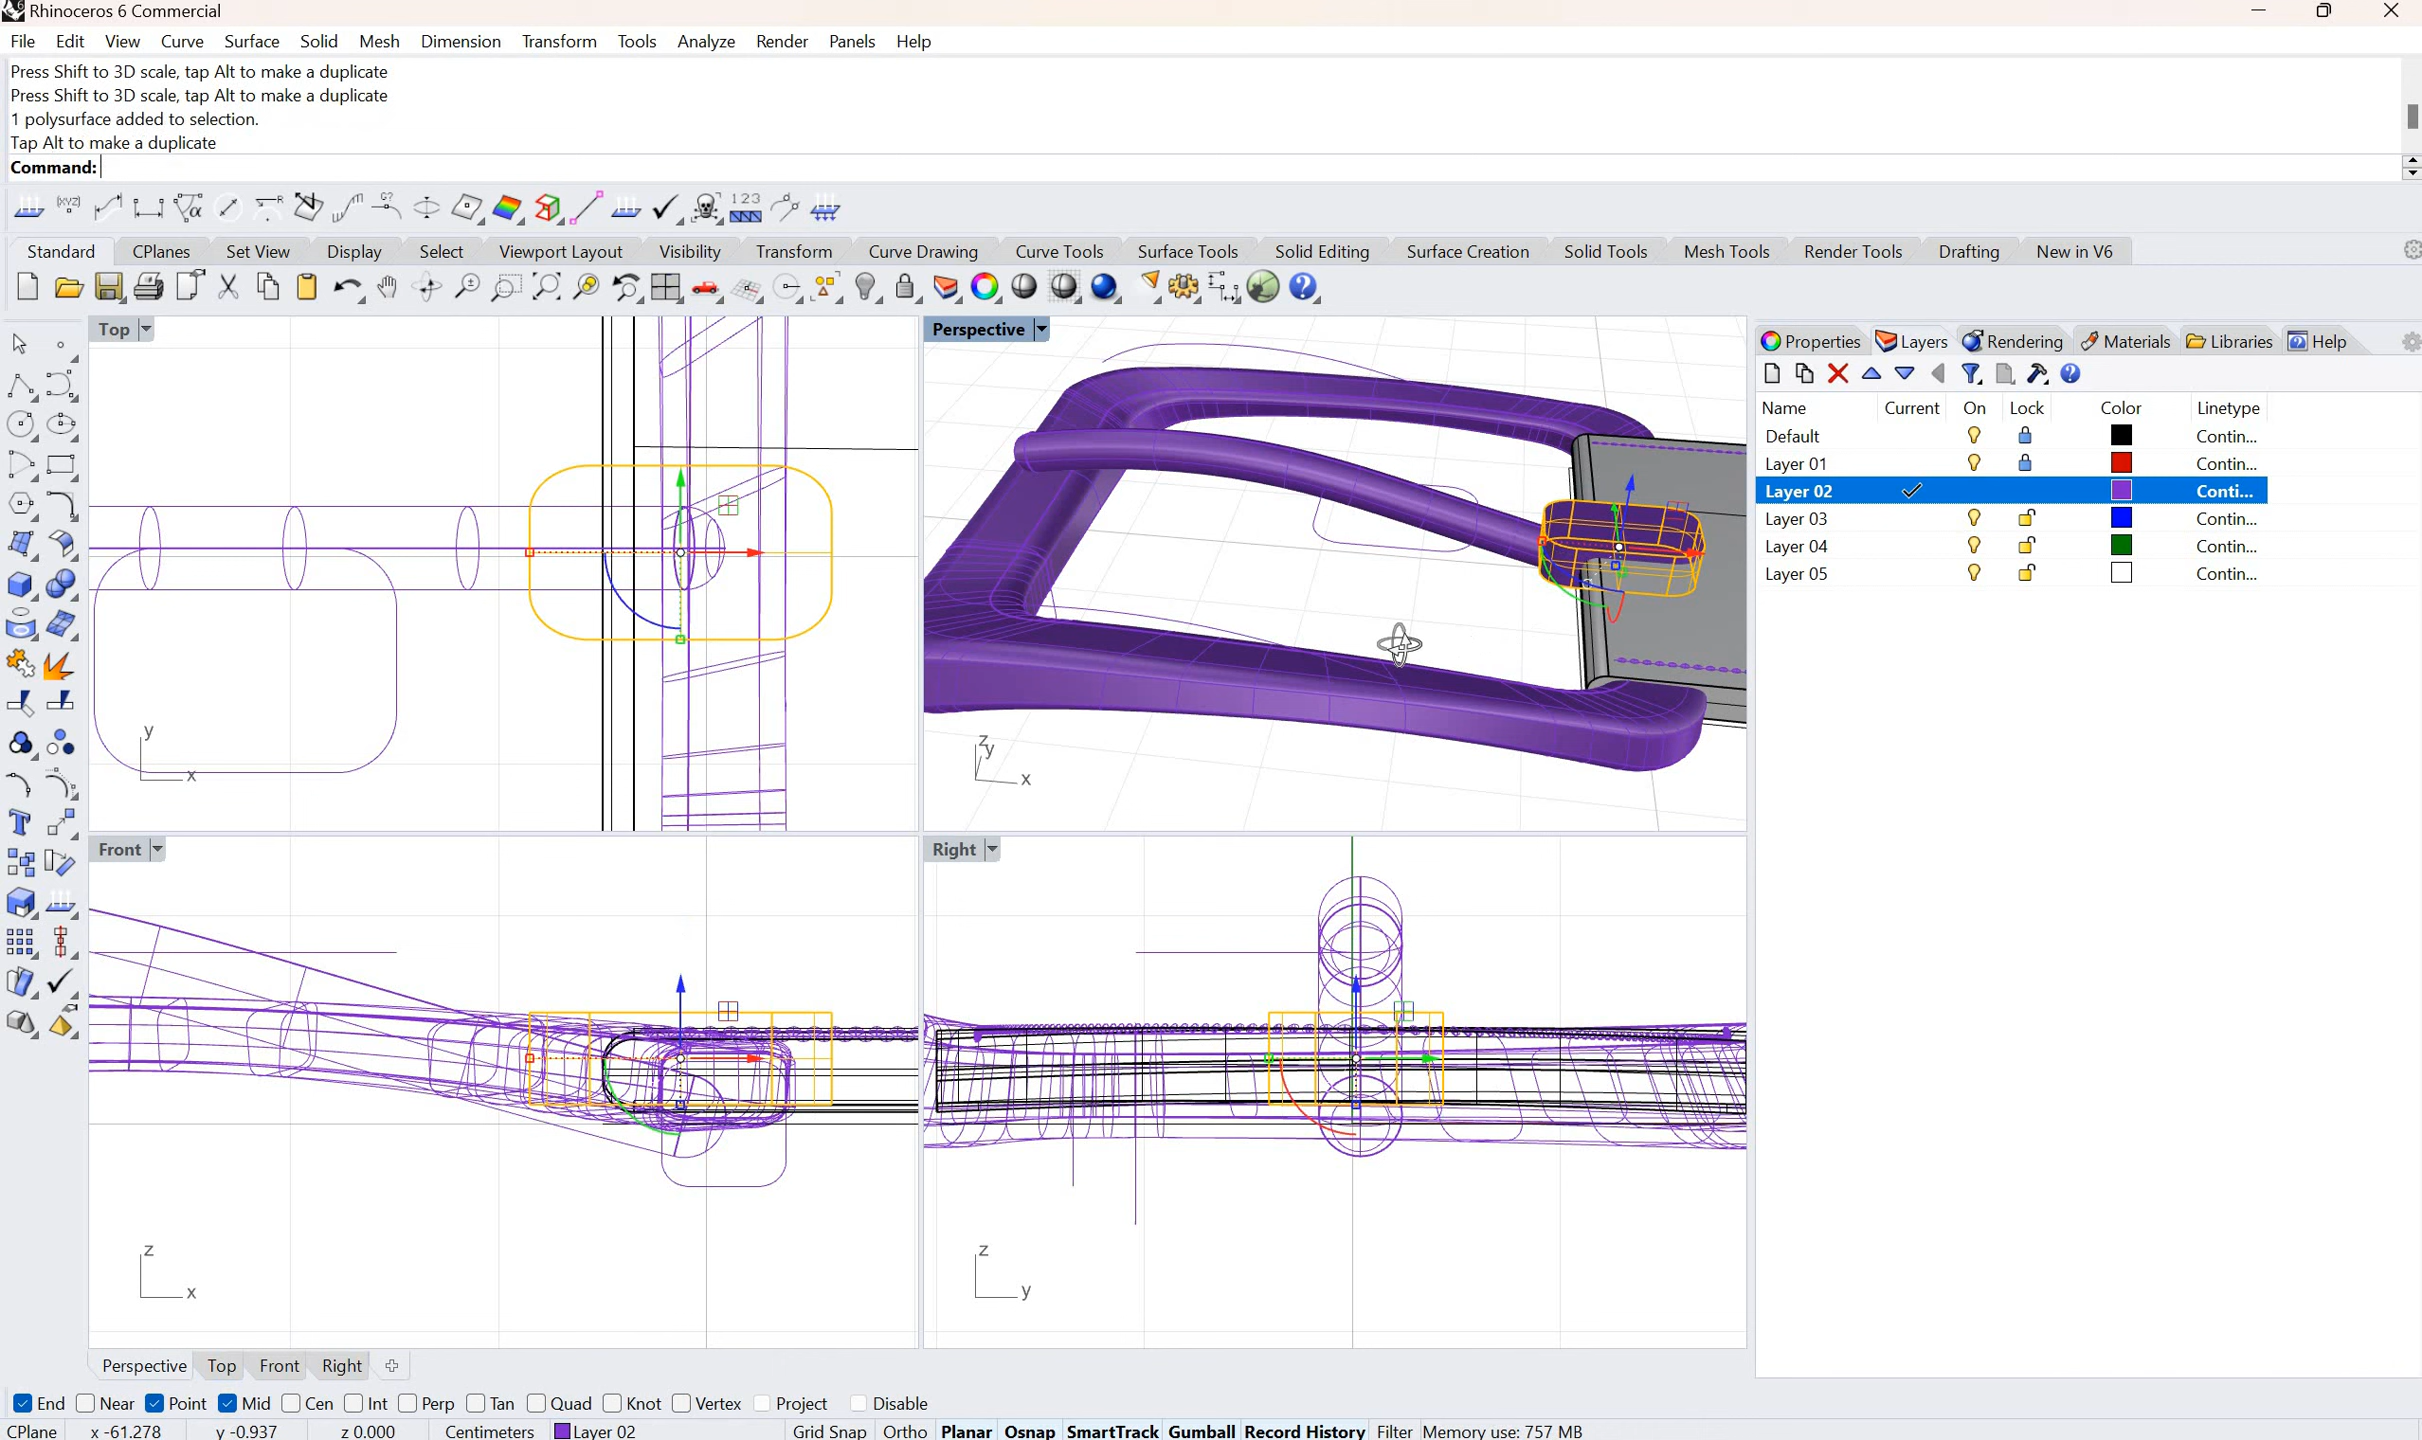 Rhinoceros 6 Commercial
File Edit View Curve Surface Solid Mesh Dimension Transform Tools Analyze Render Panels Help
Press Shift to 3D scale, tap Alt to make a duplicate
Press Shift to 3D scale, tap Alt to make a duplicate
1 polysurface added to selection.
Tap Alt to make a duplicate
Command:
Standard CPlanes Set View Display Select Viewport Layout Visibility Transform Curve Drawing Curve Tools Surface Tools Solid Editing Surface Creation Solid Tools Mesh Tools Render Tools Drafting New in V6
Top
Perspective
Properties Layers Rendering Materials Libraries Help
Name Current On Lock Color Linetype
Default Contin...
Layer 01 Contin...
Layer 02 Conti...
Layer 03 Contin...
Layer 04 Contin...
Layer 05 Contin...
y
x
z
y
x
Front
Right
z
x
z
y
Perspective Top Front Right
End Near Point Mid Cen Int Perp Tan Quad Knot Vertex Project Disable
CPlane x -61.278 y -0.937 z 0.000 Centimeters Layer 02 Grid Snap Ortho Planar Osnap SmartTrack Gumball Record History Filter Memory use: 757 MB